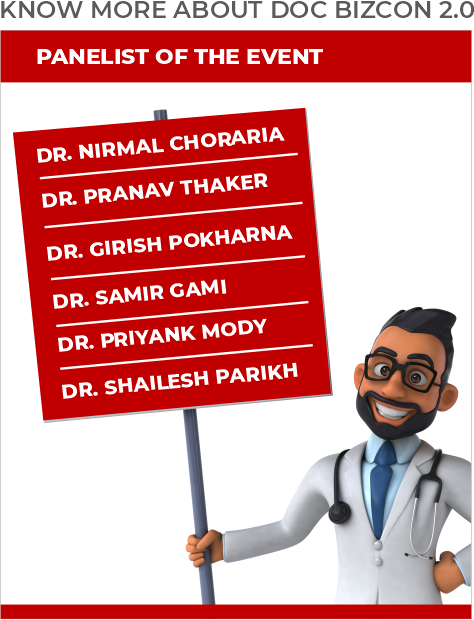 KNOW MORE ABOUT DOC BIZCON 2.0
PANELIST OF THE EVENT
DR. NIRMAL CHORARIA
DR. PRANAV THAKER
DR. GIRISH POKHARNA
DR. SAMIR GAMI
DR. PRIYANK MODY
DR. SHAILESH PARIKH